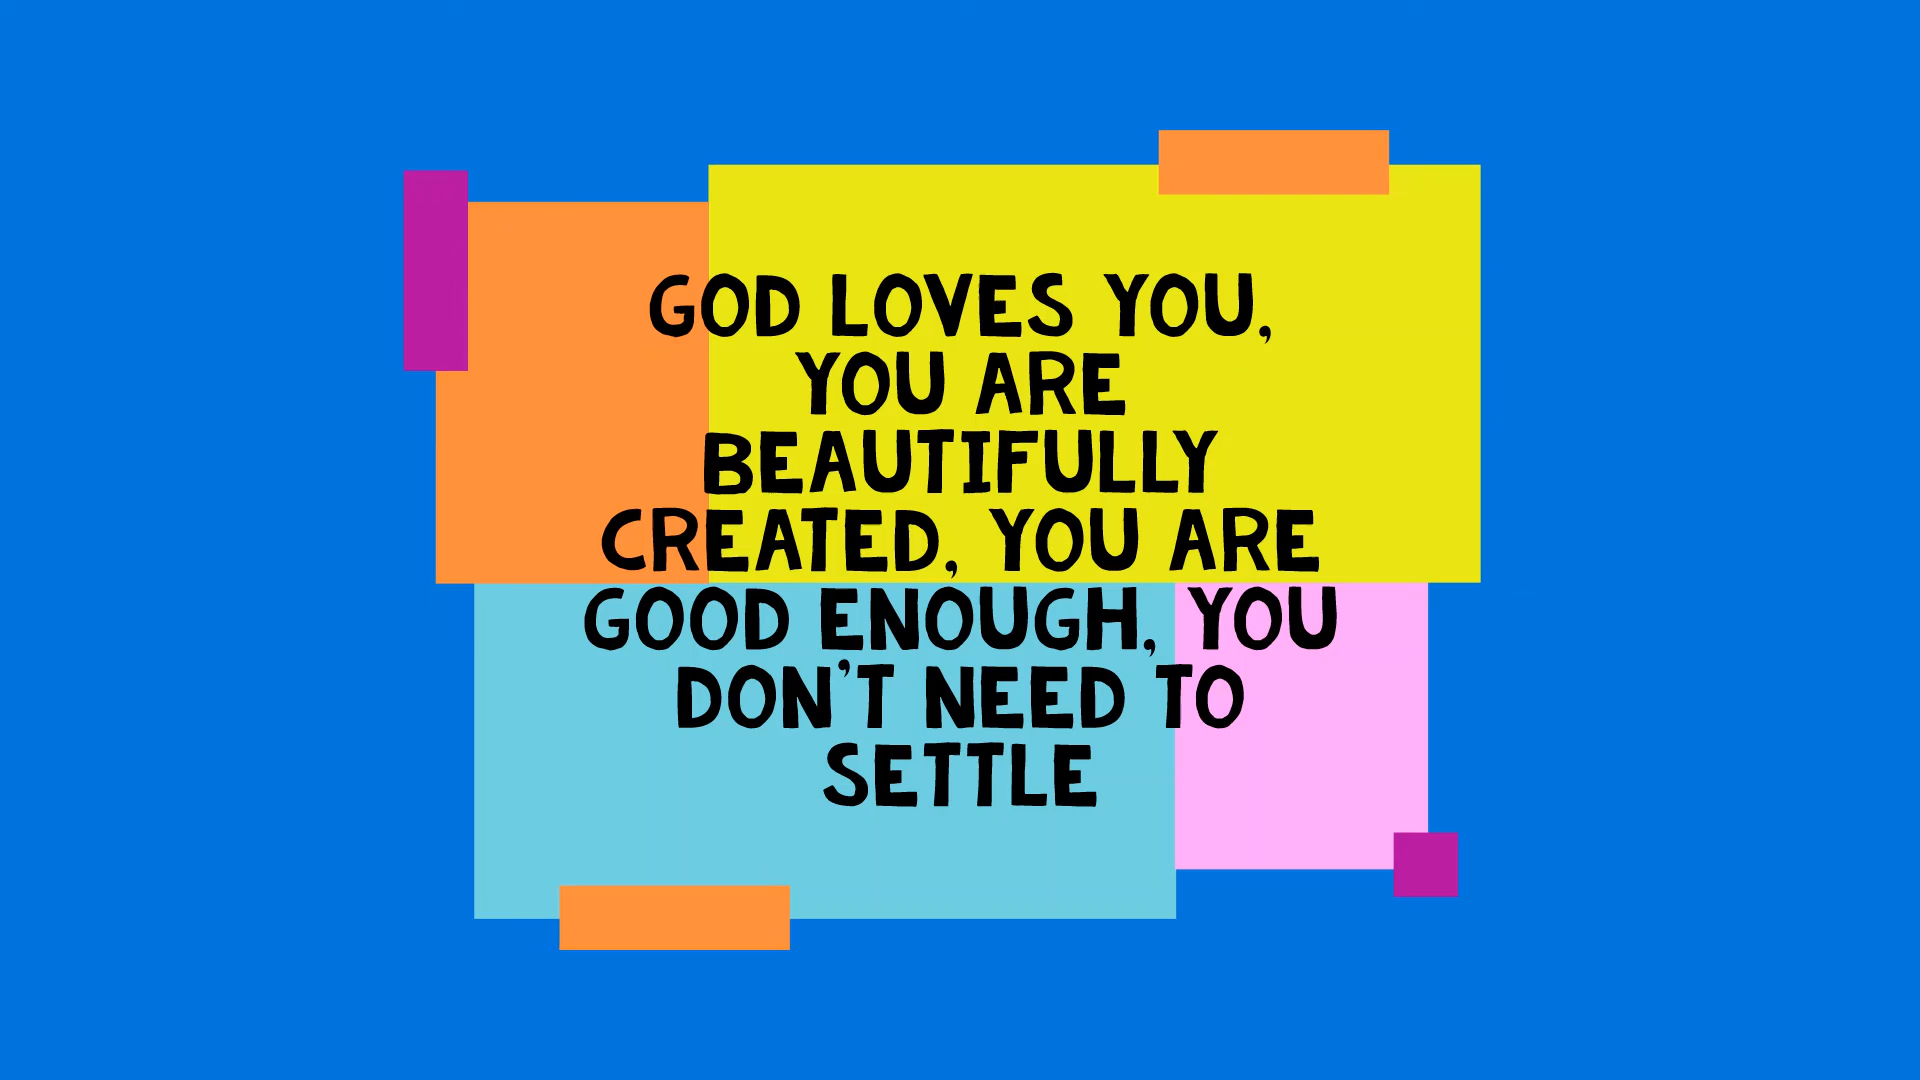 GOD LOVES YOU,
YOU ARE
BEAUTIFULLY
CREATED, YOU ARE
GOOD ENOUGH, YOU
DON'T NEED TO
SETTLE